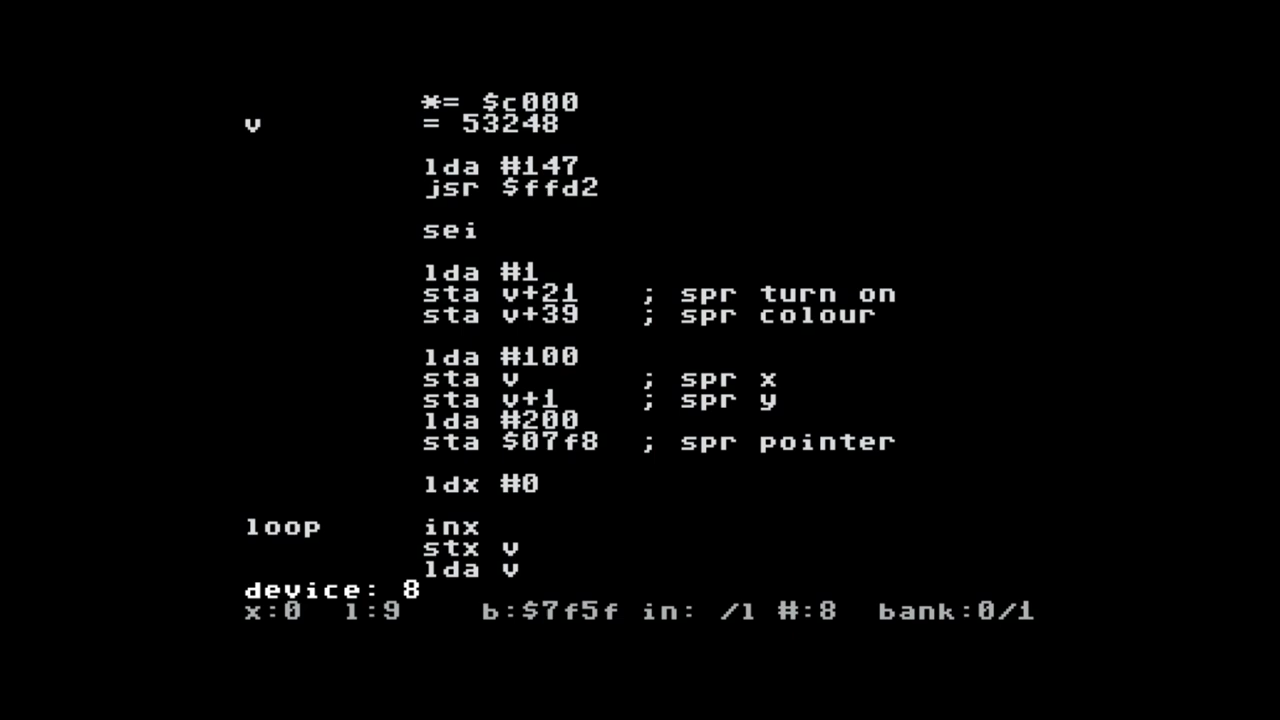 *= $c000
v = 53248
lda #147
jsr $ffd2
sei
lda #1
sta v+21 ; spr turn on
sta v+39 ; spr colour
lda #100
sta v ; spr x
sta v+1 ; spr y
lda #200
sta $07f8 ; spr pointer
ldx #0
loop inx
stx v
lda v
device: 8
x:0 l:9 b:$7f5f in: /l #:8 bank:0/1